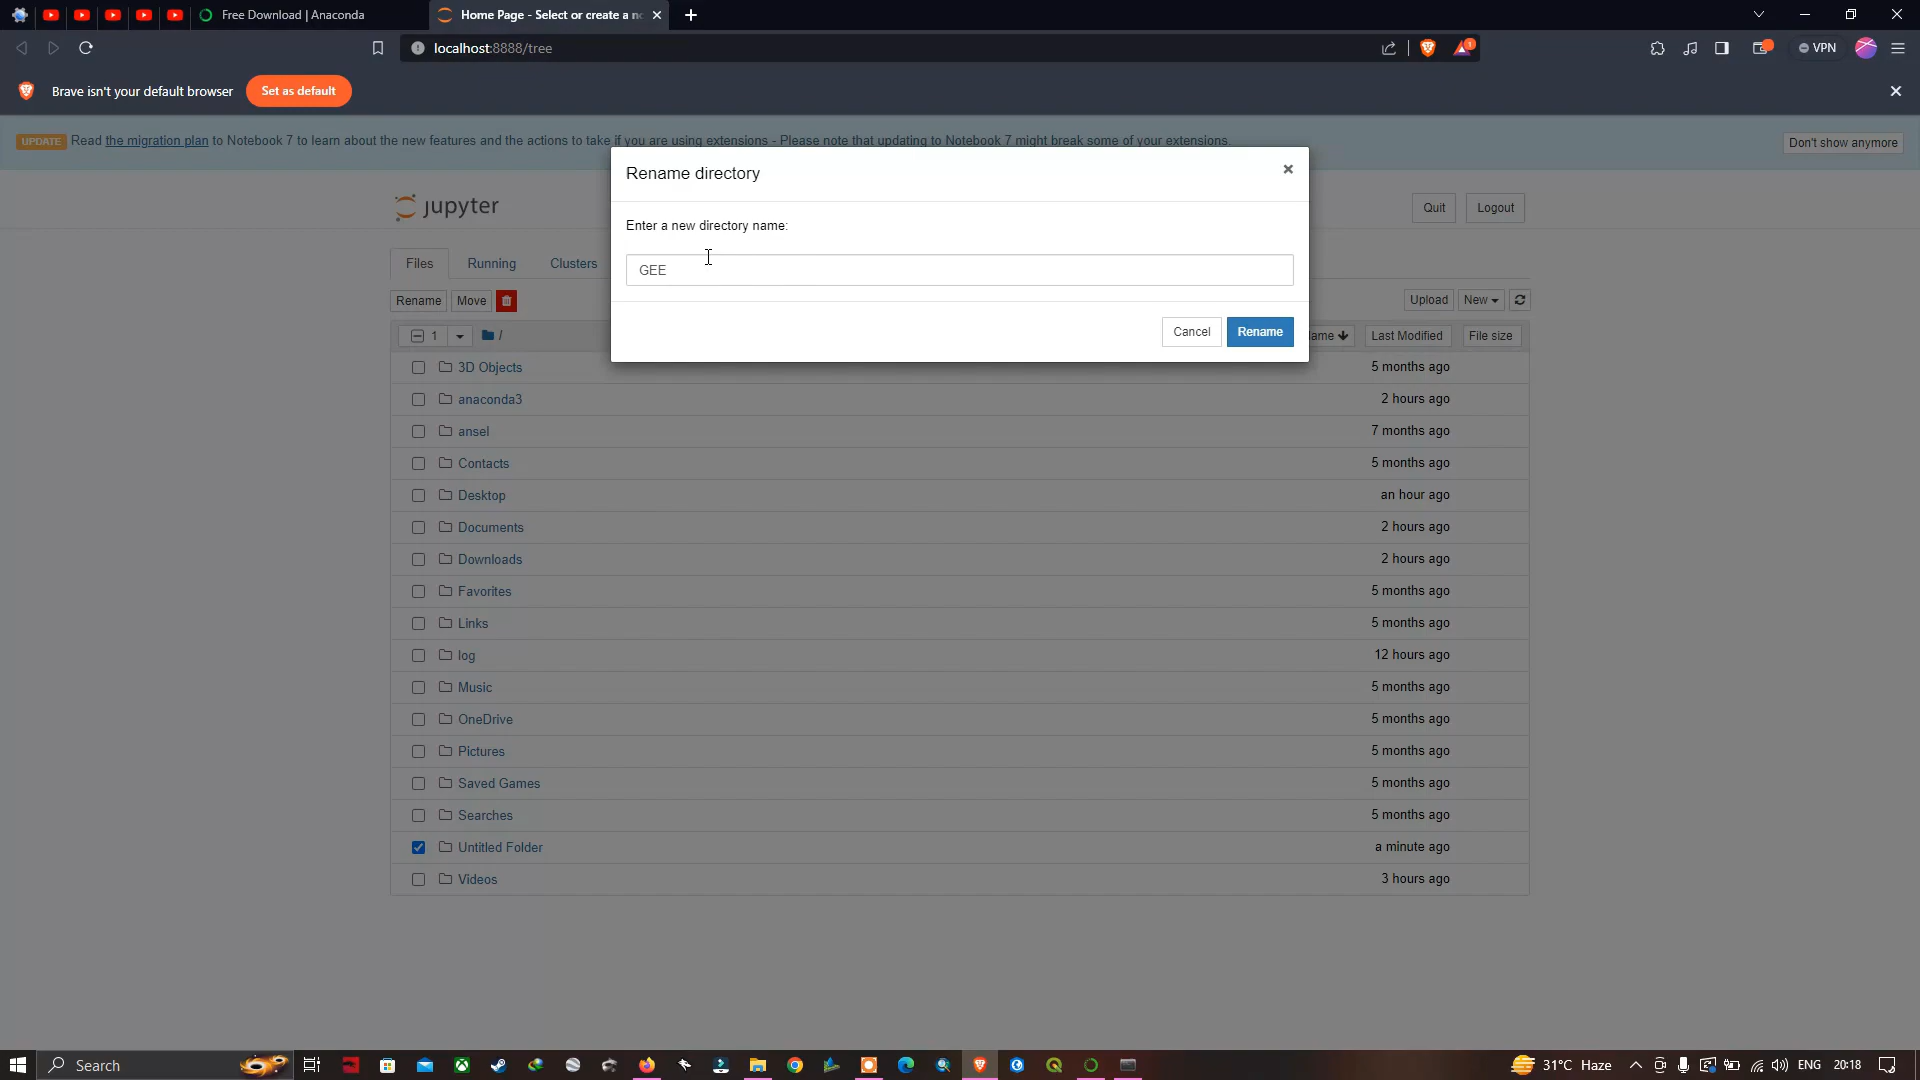 Free Download | Anaconda
Home Page - Select or create a n
localhost:8888/tree
VPN
Brave isn't your default browser
Set as default
UPDATE Read the migration plan to Notebook 7 to learn about the new features and the actions to take if you are using extensions - Please note that updating to Notebook 7 might break some of your extensions.
Don't show anymore
Rename directory
Enter a new directory name:
GEE
Cancel
Rename
jupyter
Quit
Logout
Files
Running
Clusters
Rename
Move
Upload
New
1
/
ame
Last Modified
File size
3D Objects 5 months ago
anaconda3 2 hours ago
ansel 7 months ago
Contacts 5 months ago
Desktop an hour ago
Documents 2 hours ago
Downloads 2 hours ago
Favorites 5 months ago
Links 5 months ago
log 12 hours ago
Music 5 months ago
OneDrive 5 months ago
Pictures 5 months ago
Saved Games 5 months ago
Searches 5 months ago
Untitled Folder a minute ago
Videos 3 hours ago
Search
31°C Haze
ENG
20:18